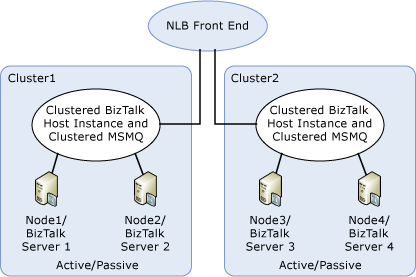 NLB Front End
Cluster1
Clustered BizTalk
Host Instance and
Clustered MSMQ
Node1/
BizTalk
Server 1
Node2/
BizTalk
Server 2
Active/Passive
Cluster2
Clustered BizTalk
Host Instance and
Clustered MSMQ
Node3/
BizTalk
Server 3
Node4/
BizTalk
Server 4
Active/Passive